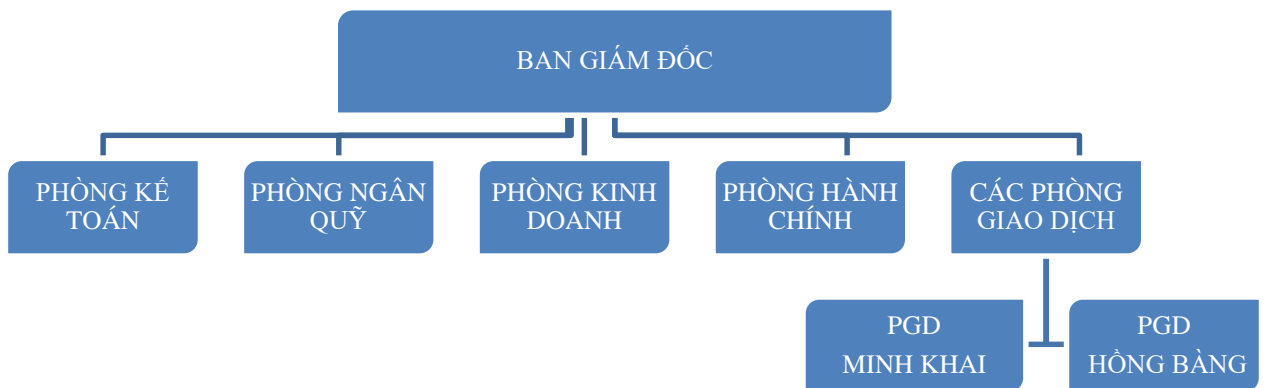 BAN GIÁM ĐỐC
PHÒNG KẾ
TOÁN
PHÒNG NGÂN
QUỸ
PHÒNG KINH
DOANH
PHÒNG HÀNH
CHÍNH
CÁC PHÒNG
GIAO DỊCH
PGD
MINH KHAI
PGD
HỒNG BÀNG